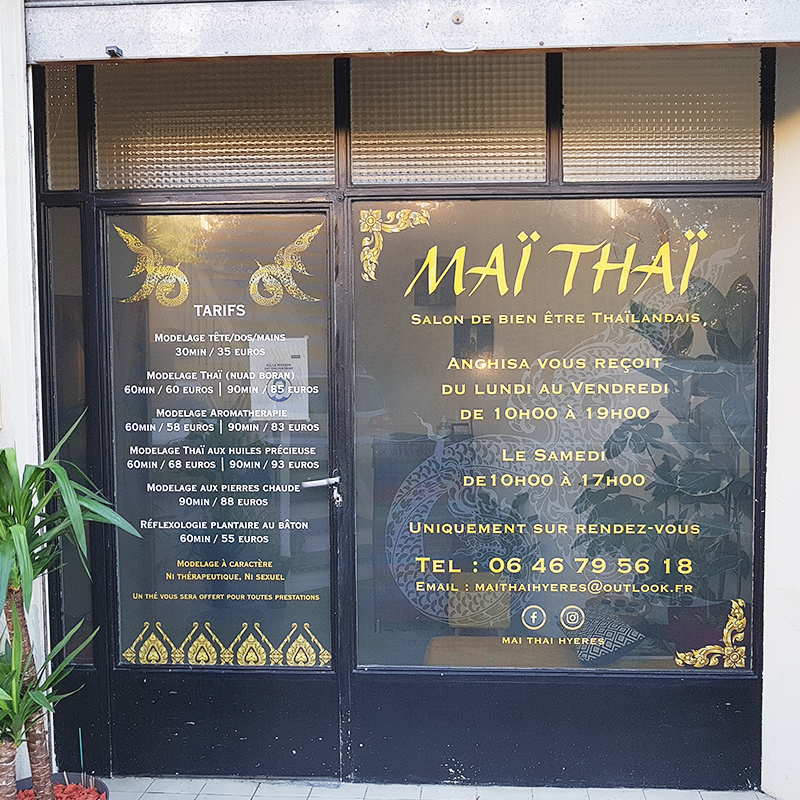 TARIFS
Modelage tête/dos/mains
30min / 35 euros
Modelage Thaï (nuad boran)
60min / 60 euros | 90min / 85 euros
Modelage Aromatherapie
60min / 58 euros | 90min / 83 euros
Modelage Thaï aux huiles précieuse
60min / 68 euros | 90min / 93 euros
Modelage aux pierres chaude
90min / 88 euros
Réflexologie plantaire au bâton
60min / 55 euros
Modelage à caractère
Ni thérapeutique, Ni sexuel
Un thé vous sera offert pour toutes prestations
MAÏ THAÏ
Salon de bien être Thaïlandais
Anghisa vous reçoit
du lundi au Vendredi
de 10h00 à 19h00
Le Samedi
de10h00 à 17h00
Uniquement sur rendez-vous
Tel : 06 46 79 56 18
Email : maithaihyeres@outlook.fr
mai thai hyeres